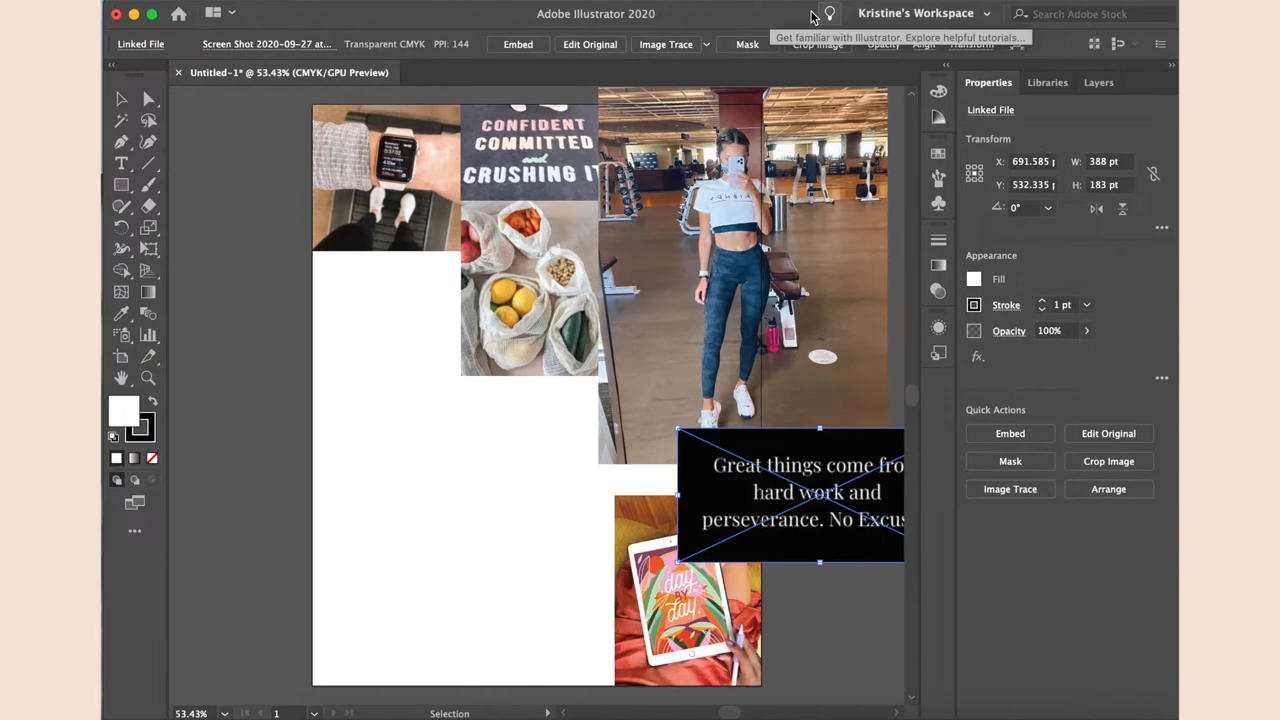 Adobe Illustrator 2020
Kristine's Workspace
Search Adobe Stock
Linked File
Screen Shot 2020-09-27 at...
Transparent CMYK
PPI: 144
Embed
Edit Original
Image Trace
Mask
Crop Image
Opacity
Transform
Get familiar with Illustrator. Explore helpful tutorials...
Untitled-1* @ 53.43% (CMYK/GPU Preview)
Properties
Libraries
Layers
Linked File
Transform
X: 691.585 p
W: 388 pt
Y: 532.335 p
H: 183 pt
0°
Appearance
Fill
Stroke
1 pt
Opacity
100%
fx.
Quick Actions
Embed
Edit Original
Mask
Crop Image
Image Trace
Arrange
CONFIDENT
COMMITTED
and
CRUSHING IT
Great things come fro
hard work and
perseverance. No Excus
day
day.
53.43%
1
Selection